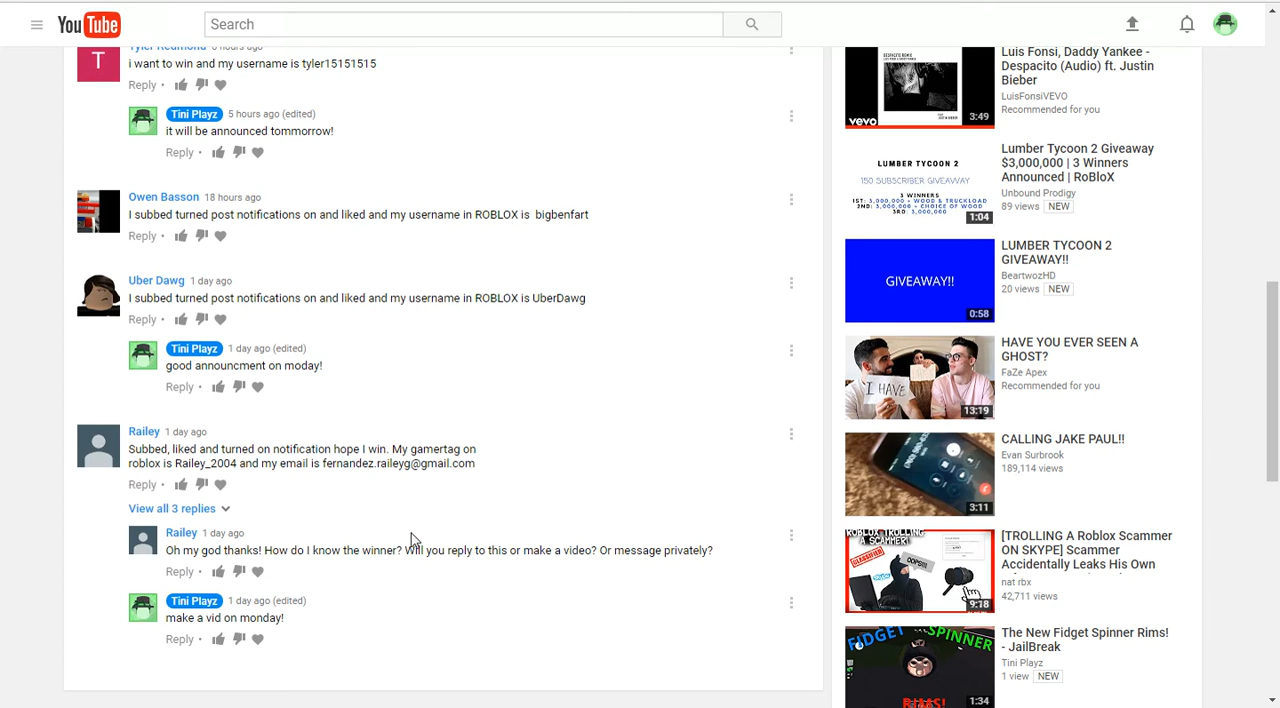 YouTube
Search
Tyler Redmond 6 hours ago
i want to win and my username is tyler15151515
Reply •
Tini Playz 5 hours ago (edited)
it will be announced tommorrow!
Reply •
Owen Basson 18 hours ago
I subbed turned post notifications on and liked and my username in ROBLOX is bigbenfart
Reply •
Uber Dawg 1 day ago
I subbed turned post notifications on and liked and my username in ROBLOX is UberDawg
Reply •
Tini Playz 1 day ago (edited)
good announcment on moday!
Reply •
Railey 1 day ago
Subbed, liked and turned on notification hope I win. My gamertag on
roblox is Railey_2004 and my email is fernandez.raileyg@gmail.com
Reply •
View all 3 replies
Railey 1 day ago
Oh my god thanks! How do I know the winner? Will you reply to this or make a video? Or message privately?
Reply •
Tini Playz 1 day ago (edited)
make a vid on monday!
Reply •
DESPACITO REMIX
vevo
3:49
Luis Fonsi, Daddy Yankee -
Despacito (Audio) ft. Justin
Bieber
LuisFonsiVEVO
Recommended for you
LUMBER TYCOON 2
150 SUBSCRIBER GIVEAWAY
3 WINNERS
1ST: 3,000,000 + WOOD & TRUCKLOAD
2ND: 3,000,000 + CHOICE OF WOOD
3RD: 3,000,000
1:04
Lumber Tycoon 2 Giveaway
$3,000,000 | 3 Winners
Announced | RoBloX
Unbound Prodigy
89 views NEW
GIVEAWAY!!
0:58
LUMBER TYCOON 2
GIVEAWAY!!
BeartwozHD
20 views NEW
I HAVE
13:19
HAVE YOU EVER SEEN A
GHOST?
FaZe Apex
Recommended for you
3:11
CALLING JAKE PAUL!!
Evan Surbrook
189,114 views
ROBLOX TROLLING
A SCAMMER!
CLASSIFIED
OOPS!!!
9:18
[TROLLING A Roblox Scammer
ON SKYPE] Scammer
Accidentally Leaks His Own
nat rbx
42,711 views
FIDGET SPINNER
RIMS!
1:34
The New Fidget Spinner Rims!
- JailBreak
Tini Playz
1 view NEW